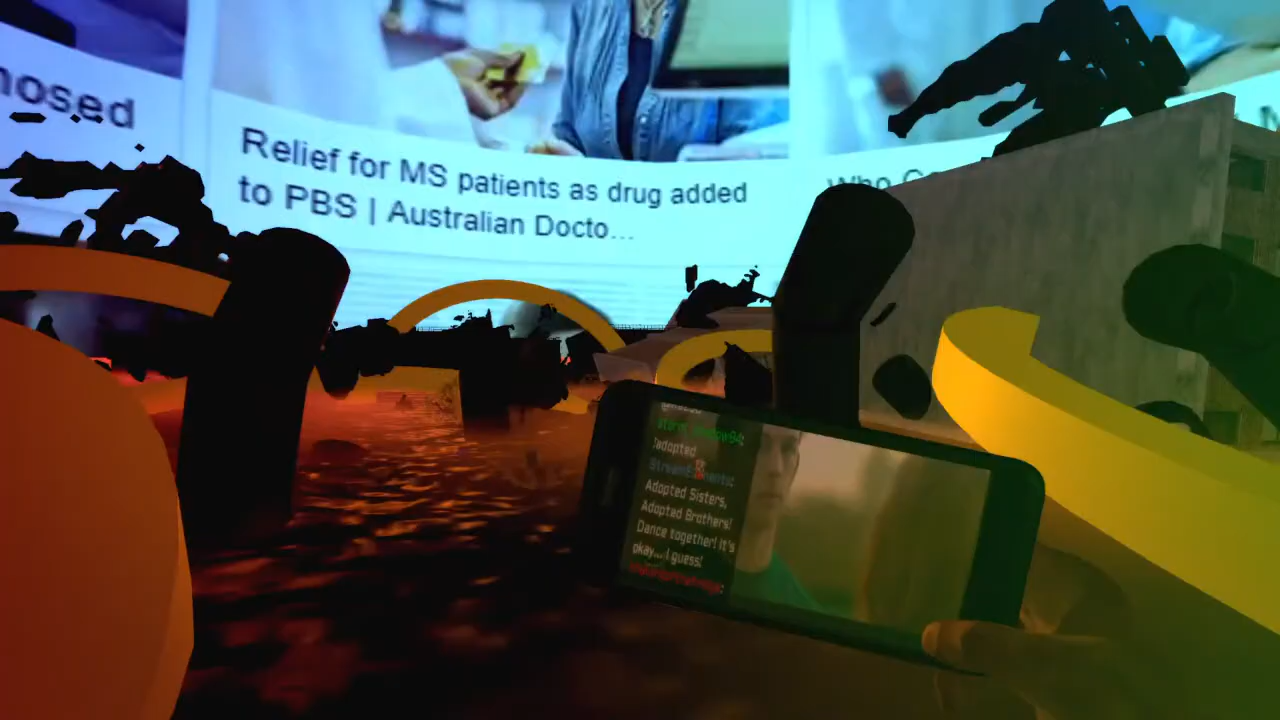 nosed
Relief for MS patients as drug added
to PBS | Australian Docto...
Who
!adopted
Adopted Sisters,
Adopted Brothers!
Dance together! It's
okay... I guess!